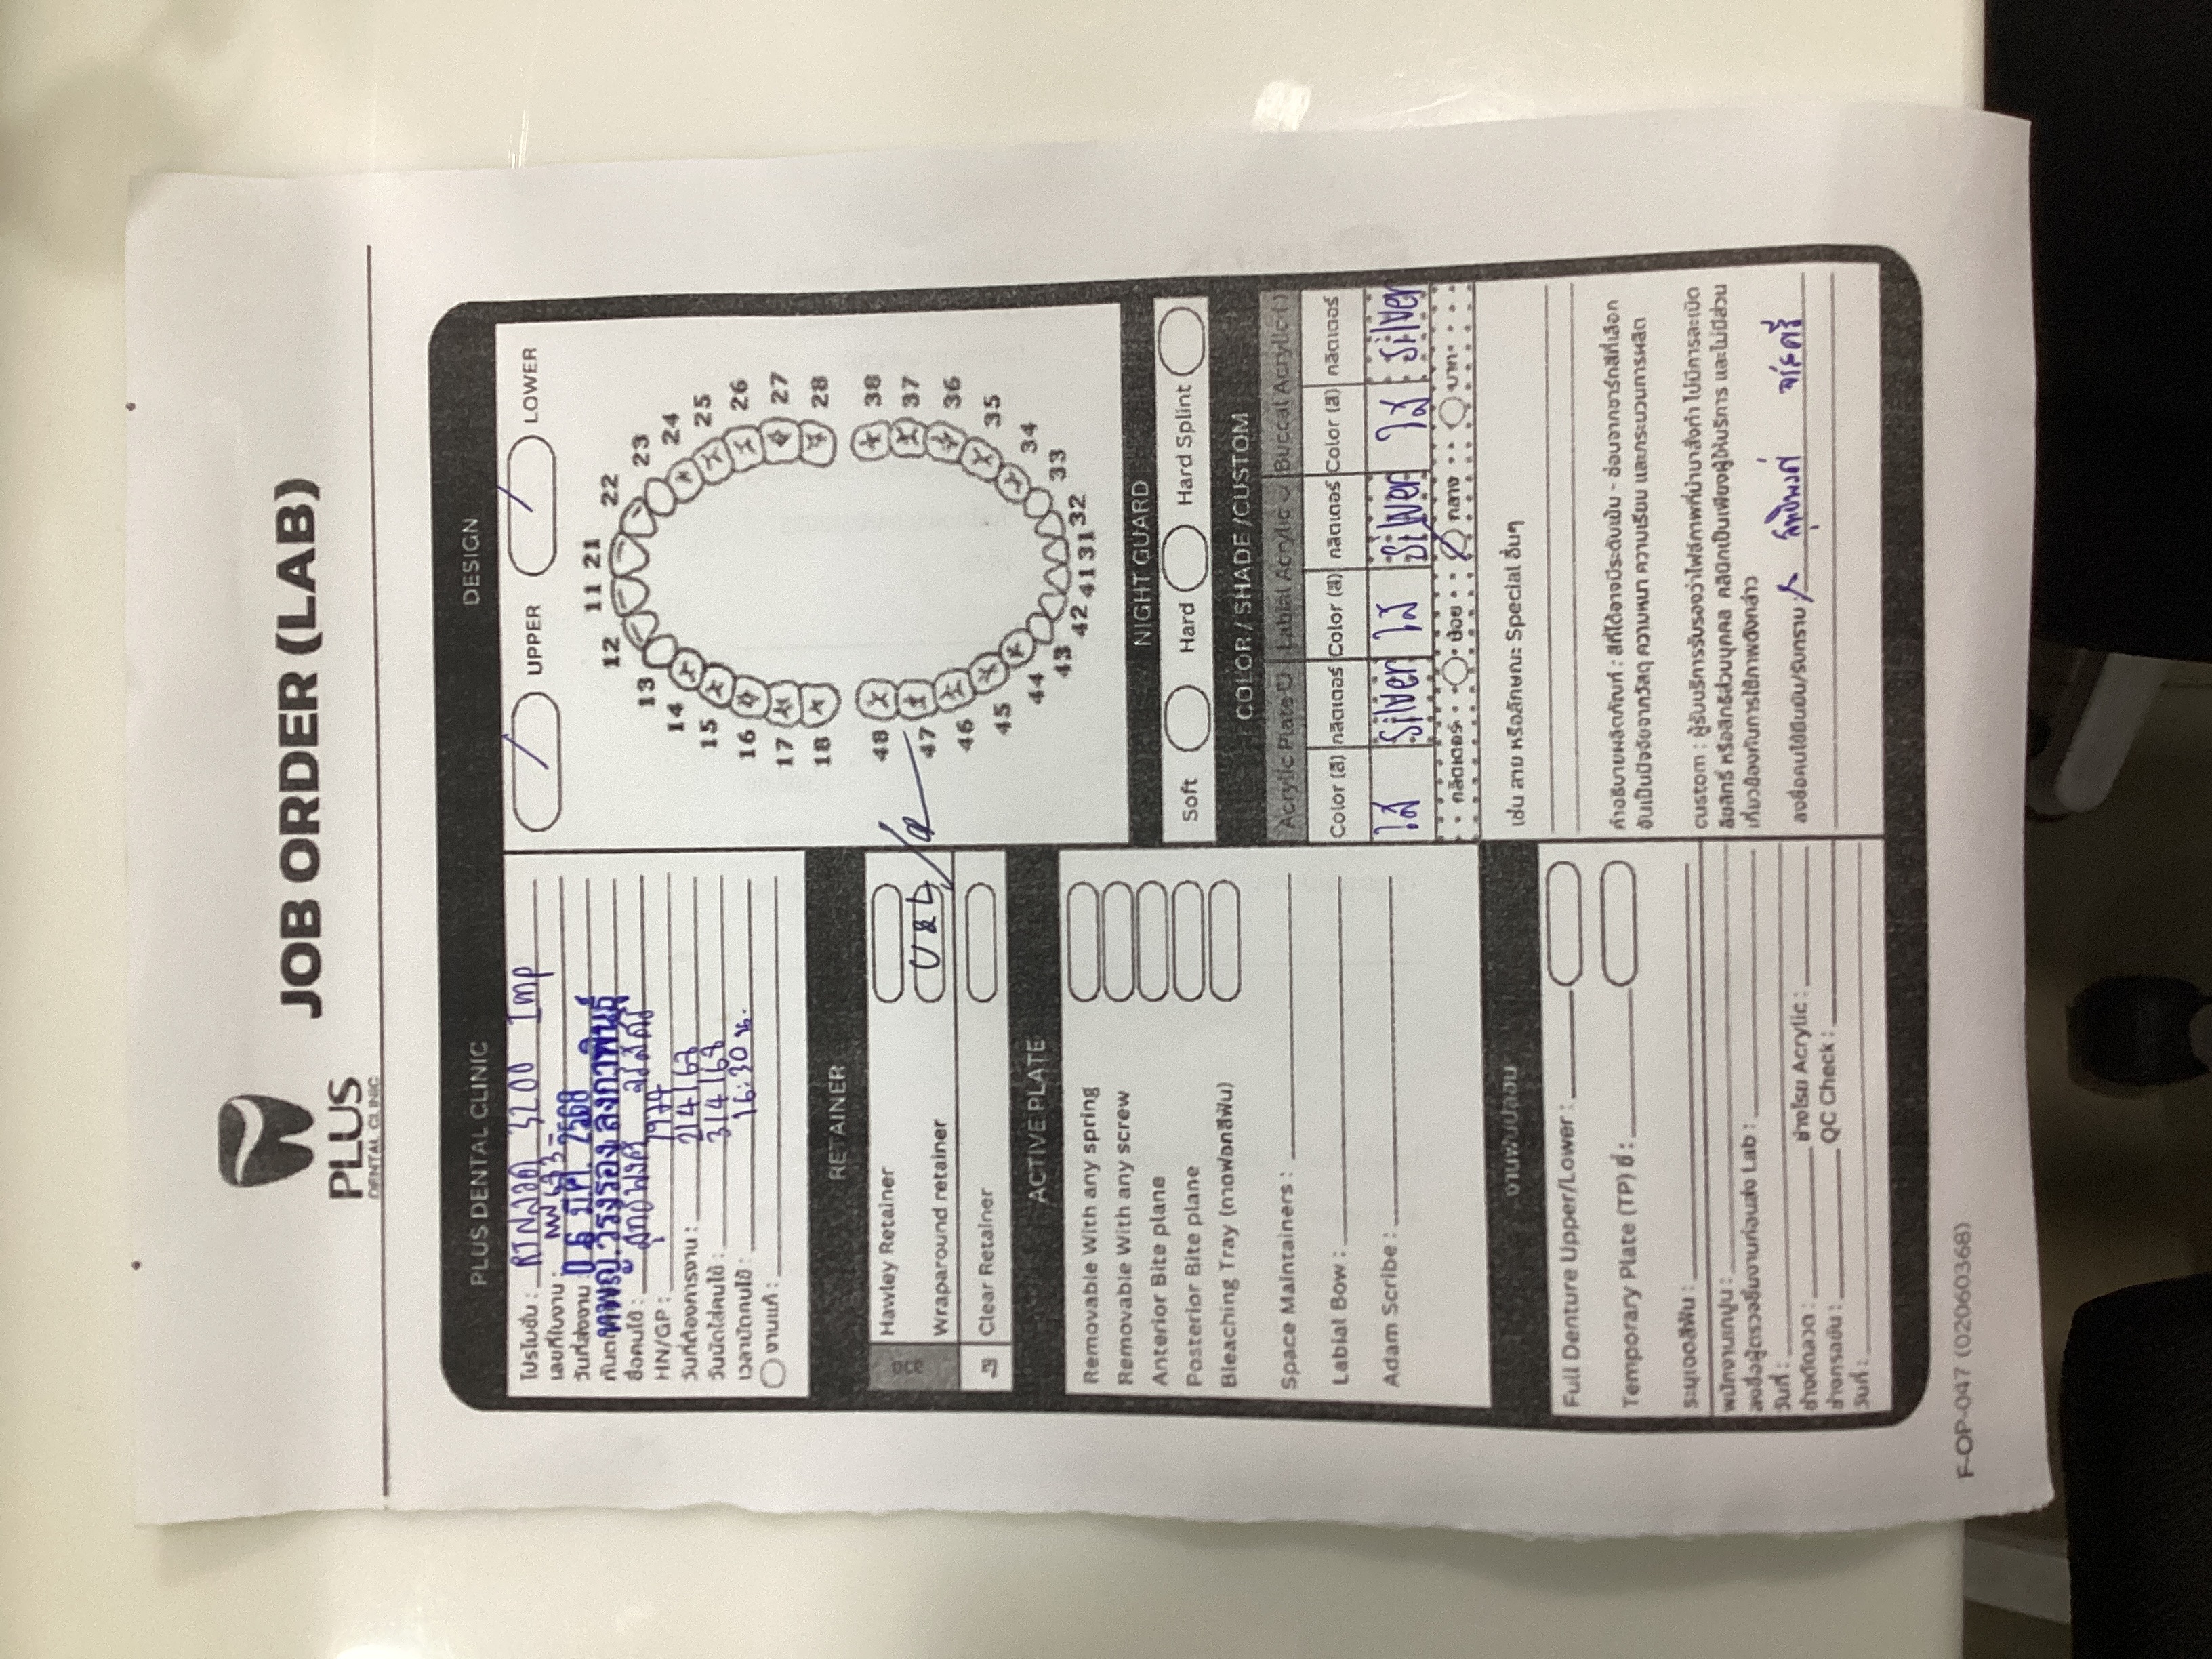 PLUS
DENTAL CLINIC
JOB ORDER (LAB)
PLUS DENTAL CLINIC
โปรโมชั่น : RTNลวด 3200 Imp
เลขที่ใบงาน :
วันที่ส่งงาน : 0 6 มี.ค. 2568
ทพญ.วิรงรอง ลังกาพินธุ์
ชื่อคนไข้ : สุทธิพงศ์ จรัสศรี
HN/GP : 7974
วันที่ต้องการงาน : 2/4/68
วันนัดใส่คนไข้ : 3/4/68
เวลานัดคนไข้ : 16:30 น.
งานแก้ :
RETAINER
ลวด
Hawley Retainer
Wraparound retainer U & L
ใส
Clear Retainer
ACTIVE PLATE
Removable With any spring
Removable With any screw
Anterior Bite plane
Posterior Bite plane
Bleaching Tray (ถาดฟอกสีฟัน)
Space Maintainers :
Labial Bow :
Adam Scribe :
งานฟันปลอม
Full Denture Upper/Lower :
Temporary Plate (TP) ซี่ :
ระบุเฉดสีฟัน :
พนักงานเทปูน :
ลงชื่อผู้ตรวจชิ้นงานก่อนส่ง Lab :
วันที่ :
ช่างดัดลวด : ช่างโรย Acrylic :
ช่างกรอขัด : QC Check :
วันที่ :
DESIGN
UPPER LOWER
11 21
12 22
13 23
14 24
15 25
16 26
17 27
18 28
48 38
47 37
46 36
45 35
44 34
43 33
42 41 31 32
NIGHT GUARD
Soft Hard Hard Splint
COLOR / SHADE /CUSTOM
Acrylic Plate Labial Acrylic Buccal Acrylic
Color (สี) กลิตเตอร์ Color (สี) กลิตเตอร์ Color (สี) กลิตเตอร์
ใส Silver ใส Silver ใส Silver
กลิตเตอร์ น้อย กลาง มาก
เช่น ลาย หรือลักษณะ Special อื่นๆ
คำอธิบายผลิตภัณฑ์ : สีที่ได้อาจมีระดับเข้ม - อ่อนจากชาร์ทสีที่เลือก
อันเป็นปัจจัยจากวัสดุ ความหนา ความเรียบ และกระบวนการผลิต
custom : ผู้รับบริการรับรองว่าไฟล์ภาพที่นำมาสั่งทำ ไม่มีการละเมิด
ลิขสิทธิ์ หรือสิทธิส่วนบุคคล คลินิกเป็นเพียงผู้ให้บริการ และไม่มีส่วน
เกี่ยวข้องกับการใช้ภาพดังกล่าว
ลงชื่อคนไข้ยืนยัน/รับทราบ : สุทธิพงศ์ จรัสศรี
F-OP-047 (02060368)